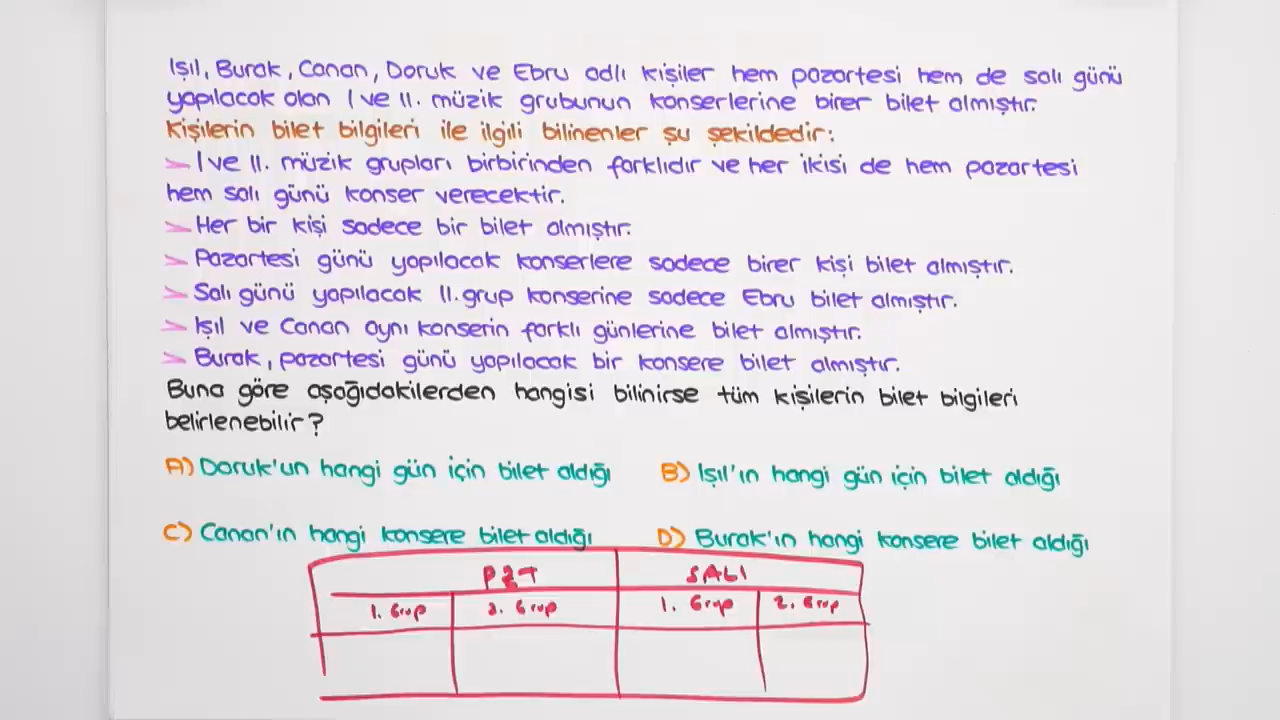 Işıl, Burak, Canan, Doruk ve Ebru adlı kişiler hem pazartesi hem de salı günü
yapılacak olan I ve II. müzik grubunun konserlerine birer bilet almıştır.
Kişilerin bilet bilgileri ile ilgili bilinenler şu şekildedir:
> I ve II. müzik grupları birbirinden farklıdır ve her ikisi de hem pazartesi
hem salı günü konser verecektir.
> Her bir kişi sadece bir bilet almıştır.
> Pazartesi günü yapılacak konserlere sadece birer kişi bilet almıştır.
> Salı günü yapılacak II. grup konserine sadece Ebru bilet almıştır.
> Işıl ve Canan aynı konserin farklı günlerine bilet almıştır.
> Burak, pazartesi günü yapılacak bir konsere bilet almıştır.
Buna göre aşağıdakilerden hangisi bilinirse tüm kişilerin bilet bilgileri
belirlenebilir?
A) Doruk'un hangi gün için bilet aldığı
B) Işıl'ın hangi gün için bilet aldığı
C) Canan'ın hangi konsere bilet aldığı
D) Burak'ın hangi konsere bilet aldığı
PZT SALI
1. Grup 2. Grup 1. Grup 2. Grup